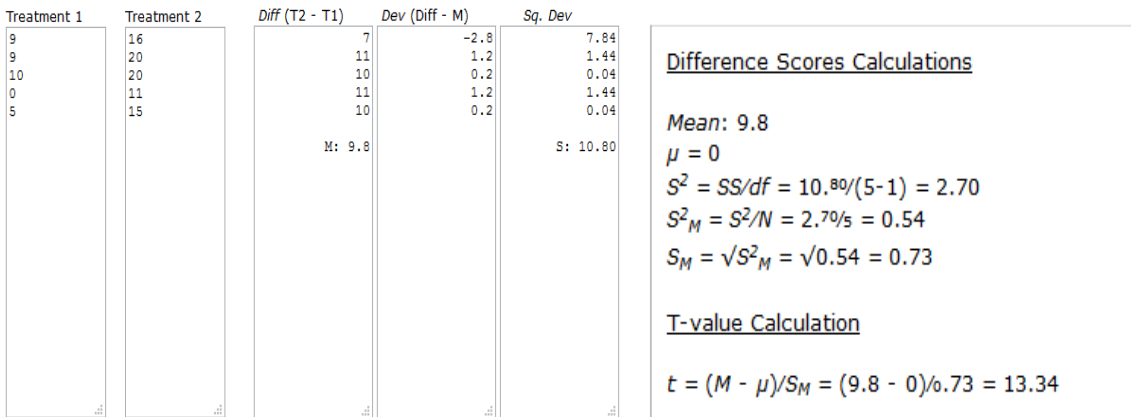 Treatment 1 Treatment 2 Diff (T2 - T1) Dev (Diff - M) Sq. Dev
9 16 7 -2.8 7.84
9 20 11 1.2 1.44
10 20 10 0.2 0.04
0 11 11 1.2 1.44
5 15 10 0.2 0.04
M: 9.8 S: 10.80
Difference Scores Calculations
Mean: 9.8
μ = 0
S² = SS/df = 10.⁸⁰/(5-1) = 2.70
S²M = S²/N = 2.⁷⁰/₅ = 0.54
SM = √S²M = √0.54 = 0.73
T-value Calculation
t = (M - μ)/SM = (9.8 - 0)/₀.73 = 13.34